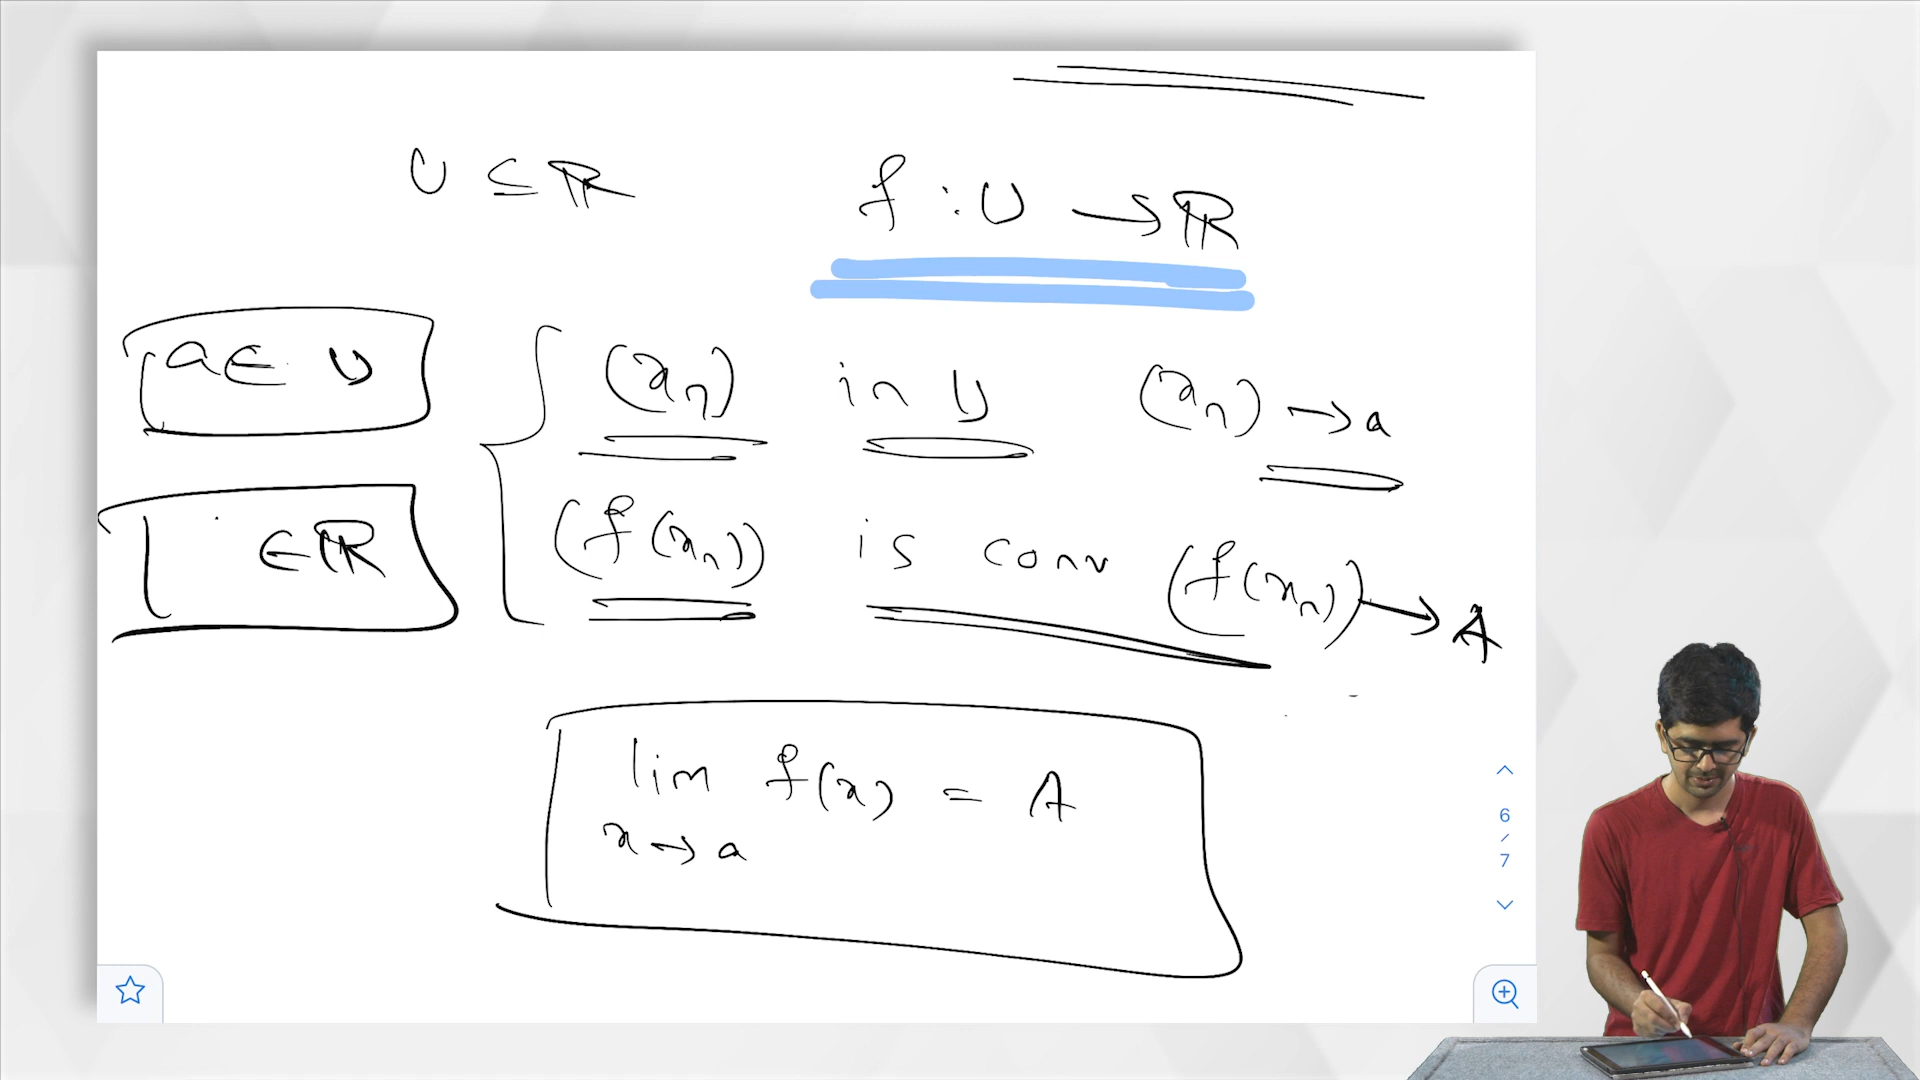 U ⊆ ℝ f : U → ℝ
a ∈ U (xₙ) in U (xₙ) → a
∈ ℝ (f(xₙ)) is conv (f(xₙ)) → A
lim f(x) = A
x → a
6
/
7